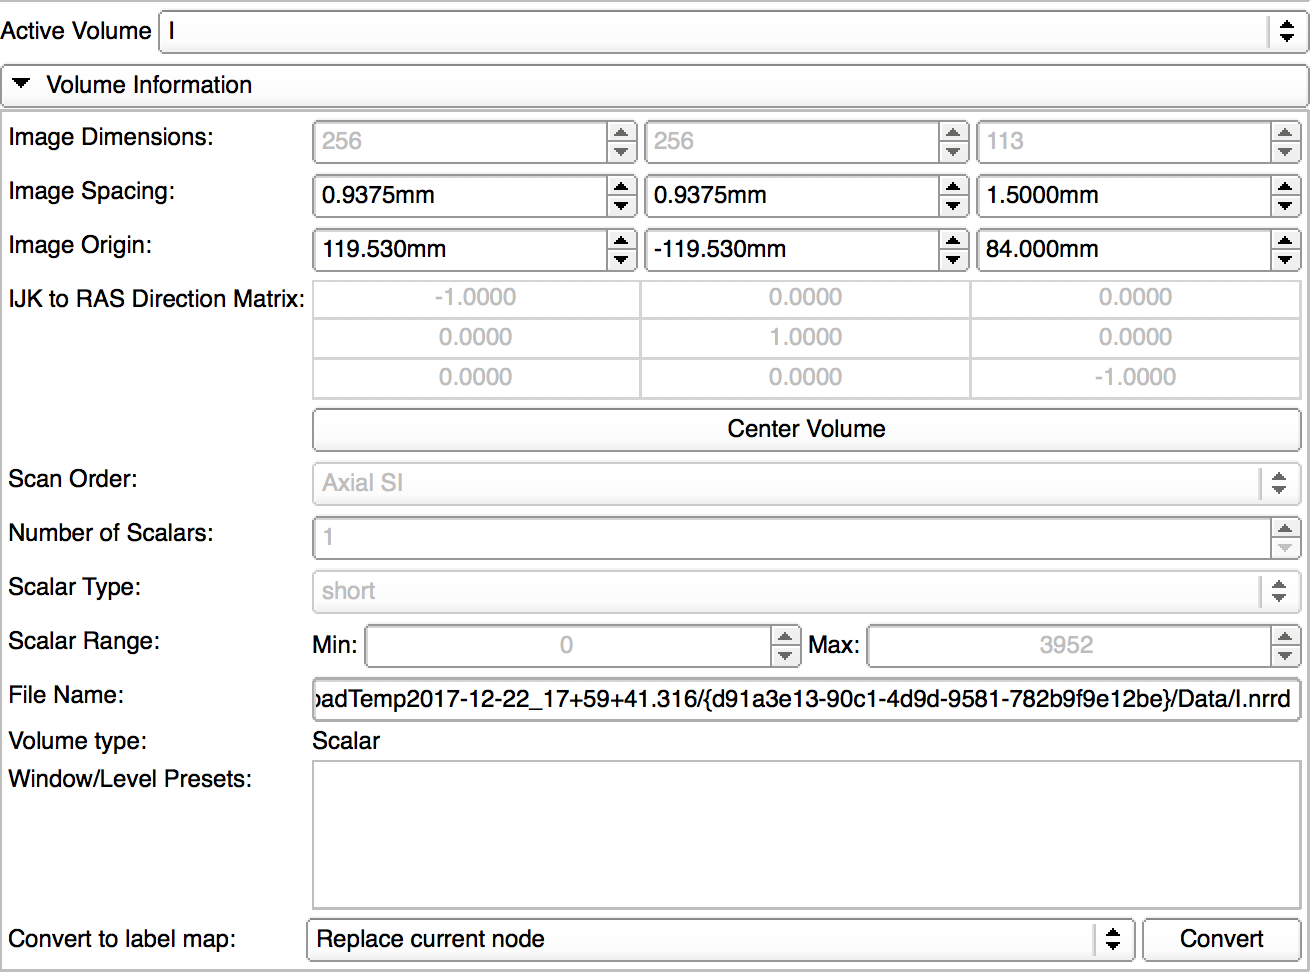 Active Volume I
Volume Information
Image Dimensions: 256 256 113
Image Spacing: 0.9375mm 0.9375mm 1.5000mm
Image Origin: 119.530mm -119.530mm 84.000mm
IJK to RAS Direction Matrix: -1.0000 0.0000 0.0000
0.0000 1.0000 0.0000
0.0000 0.0000 -1.0000
Center Volume
Scan Order: Axial SI
Number of Scalars: 1
Scalar Type: short
Scalar Range: Min: 0 Max: 3952
File Name: oadTemp2017-12-22_17+59+41.316/{d91a3e13-90c1-4d9d-9581-782b9f9e12be}/Data/I.nrrd
Volume type: Scalar
Window/Level Presets:
Convert to label map: Replace current node Convert